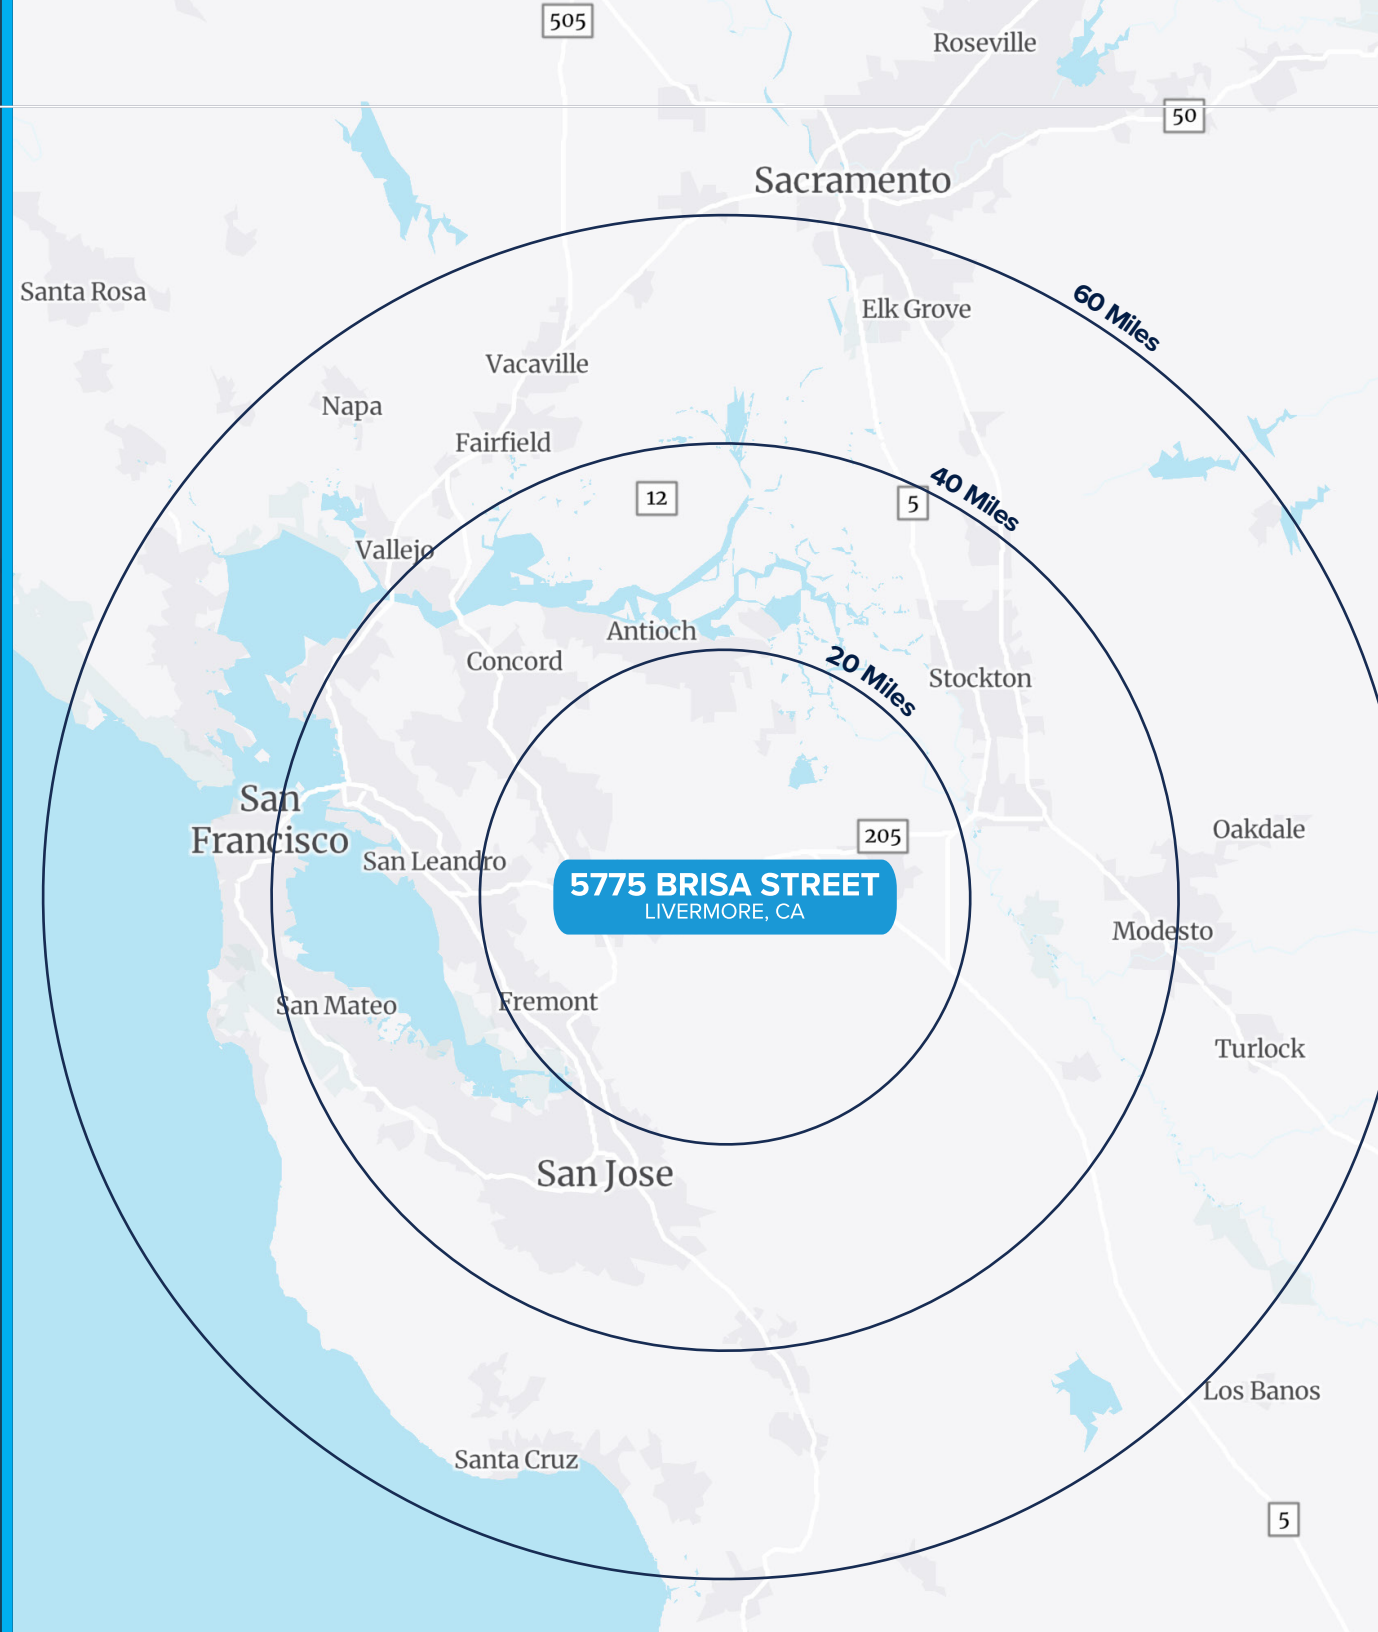 505
Roseville
50
Sacramento
Santa Rosa
60 Miles
Elk Grove
Vacaville
Napa
Fairfield
40 Miles
12
5
Vallejo
Antioch
Concord
20 Miles
Stockton
San
Francisco
Oakdale
205
San Leandro
5775 BRISA STREET
LIVERMORE, CA
Modesto
Fremont
San Mateo
Turlock
San Jose
Los Banos
Santa Cruz
5